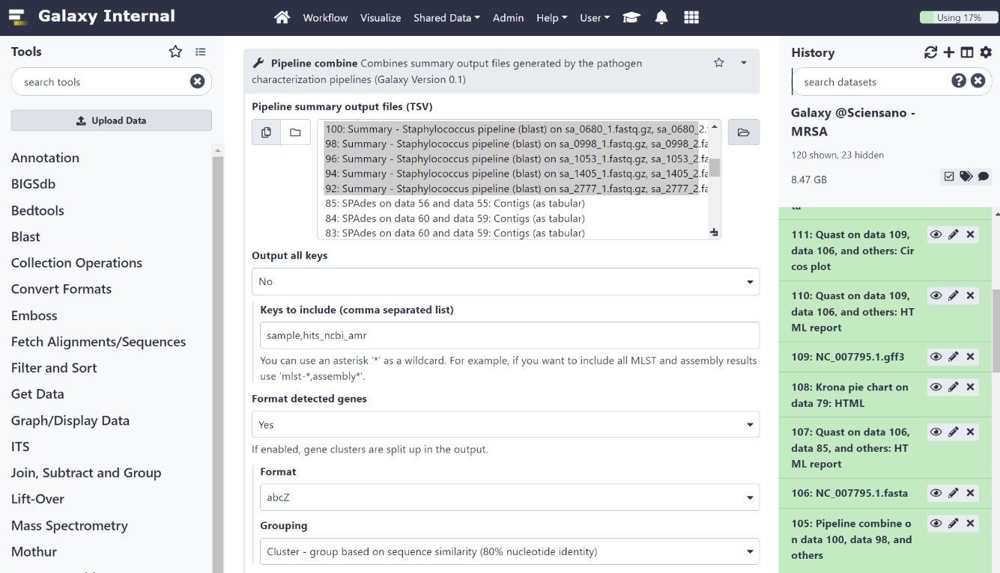 Galaxy Internal
Workflow Visualize Shared Data Admin Help User
Using 17%
Tools
search tools
Upload Data
Annotation
BIGSdb
Bedtools
Blast
Collection Operations
Convert Formats
Emboss
Fetch Alignments/Sequences
Filter and Sort
Get Data
Graph/Display Data
ITS
Join, Subtract and Group
Lift-Over
Mass Spectrometry
Mothur
Pipeline combine Combines summary output files generated by the pathogen
characterization pipelines (Galaxy Version 0.1)
Pipeline summary output files (TSV)
100: Summary - Staphylococcus pipeline (blast) on sa_0680_1.fastq.gz, sa_0680_2.
98: Summary - Staphylococcus pipeline (blast) on sa_0998_1.fastq.gz, sa_0998_2.fa
96: Summary - Staphylococcus pipeline (blast) on sa_1053_1.fastq.gz, sa_1053_2.fa
94: Summary - Staphylococcus pipeline (blast) on sa_1405_1.fastq.gz, sa_1405_2.fa
92: Summary - Staphylococcus pipeline (blast) on sa_2777_1.fastq.gz, sa_2777_2.fa
85: SPAdes on data 56 and data 55: Contigs (as tabular)
84: SPAdes on data 60 and data 59: Contigs (as tabular)
83: SPAdes on data 60 and data 59: Contigs (as tabular)
Output all keys
No
Keys to include (comma separated list)
sample,hits_ncbi_amr
You can use an asterisk '*' as a wildcard. For example, if you want to include all MLST and assembly results
use 'mlst-*,assembly*'.
Format detected genes
Yes
If enabled, gene clusters are split up in the output.
Format
abcZ
Grouping
Cluster - group based on sequence similarity (80% nucleotide identity)
History
search datasets
Galaxy @Sciensano -
MRSA
120 shown, 23 hidden
8.47 GB
111: Quast on data 109,
data 106, and others: Cir
cos plot
110: Quast on data 109,
data 106, and others: HT
ML report
109: NC_007795.1.gff3
108: Krona pie chart on
data 79: HTML
107: Quast on data 106,
data 85, and others: HT
ML report
106: NC_007795.1.fasta
105: Pipeline combine o
n data 100, data 98, and
others